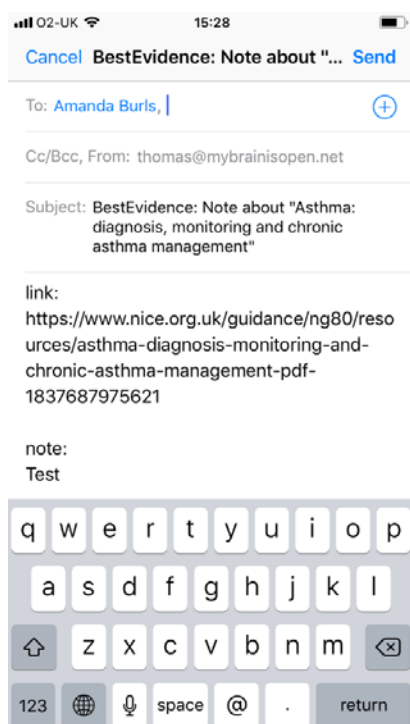 O2-UK 15:28
Cancel BestEvidence: Note about "... Send
To: Amanda Burls,
Cc/Bcc, From: thomas@mybrainisopen.net
Subject: BestEvidence: Note about "Asthma:
diagnosis, monitoring and chronic
asthma management"
link:
https://www.nice.org.uk/guidance/ng80/reso
urces/asthma-diagnosis-monitoring-and-
chronic-asthma-management-pdf-
1837687975621
note:
Test
q w e r t y u i o p
a s d f g h j k l
z x c v b n m
123 space @ . return